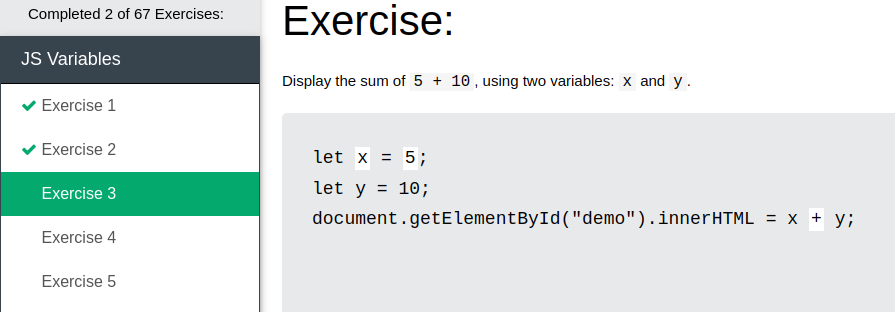 Completed 2 of 67 Exercises:
JS Variables
Exercise 1
Exercise 2
Exercise 3
Exercise 4
Exercise 5
Exercise:
Display the sum of 5 + 10, using two variables: x and y.
let x = 5;
let y = 10;
document.getElementById("demo").innerHTML = x + y;